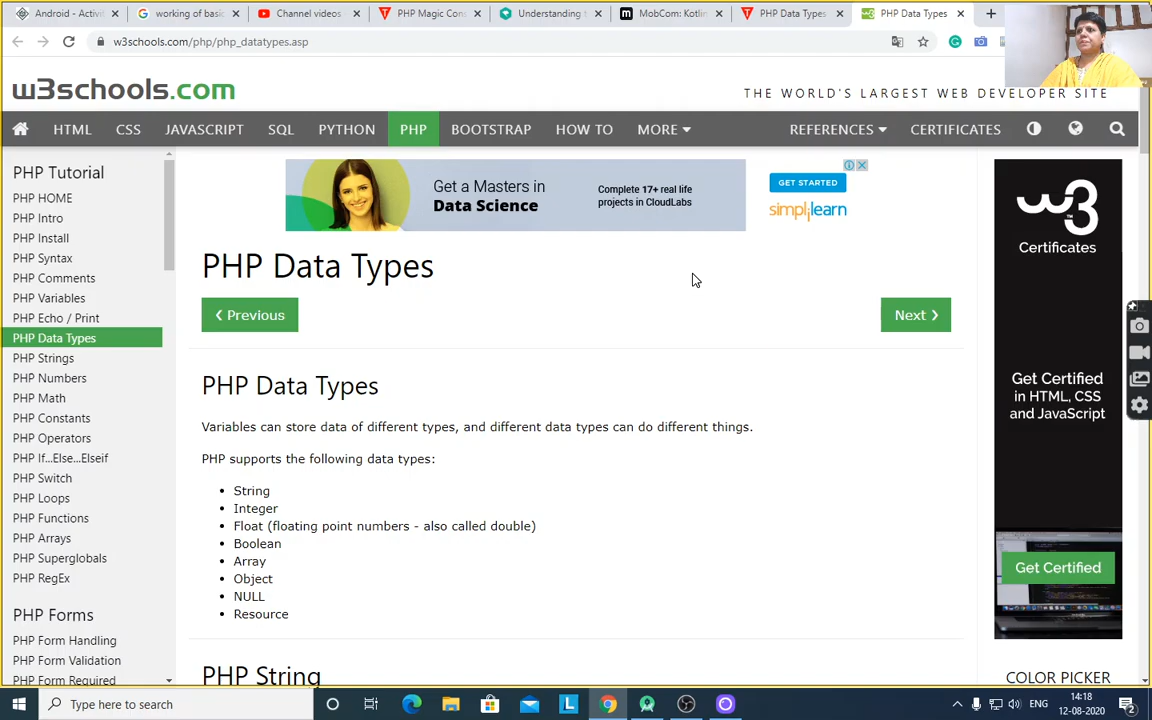 Android - Activi
working of basi
Channel videos
PHP Magic Con
Understanding
MobCom: Kotli
PHP Data Types
PHP Data Types
w3schools.com/php/php_datatypes.asp
w3schools.com
THE WORLD'S LARGEST WEB DEVELOPER SITE
HTML CSS JAVASCRIPT SQL PYTHON PHP BOOTSTRAP HOW TO MORE REFERENCES CERTIFICATES
PHP Tutorial
PHP HOME
PHP Intro
PHP Install
PHP Syntax
PHP Comments
PHP Variables
PHP Echo / Print
PHP Data Types
PHP Strings
PHP Numbers
PHP Math
PHP Constants
PHP Operators
PHP If...Else...Elseif
PHP Switch
PHP Loops
PHP Functions
PHP Arrays
PHP Superglobals
PHP RegEx
PHP Forms
PHP Form Handling
PHP Form Validation
PHP Form Required
Get a Masters in
Data Science
Complete 17+ real life
projects in CloudLabs
GET STARTED
simplilearn
PHP Data Types
❮ Previous
Next ❯
PHP Data Types
Variables can store data of different types, and different data types can do different things.
PHP supports the following data types:
• String
• Integer
• Float (floating point numbers - also called double)
• Boolean
• Array
• Object
• NULL
• Resource
PHP String
w3
Certificates
Get Certified
in HTML, CSS
and JavaScript
Get Certified
COLOR PICKER
Type here to search
ENG
14:18
12-08-2020
2